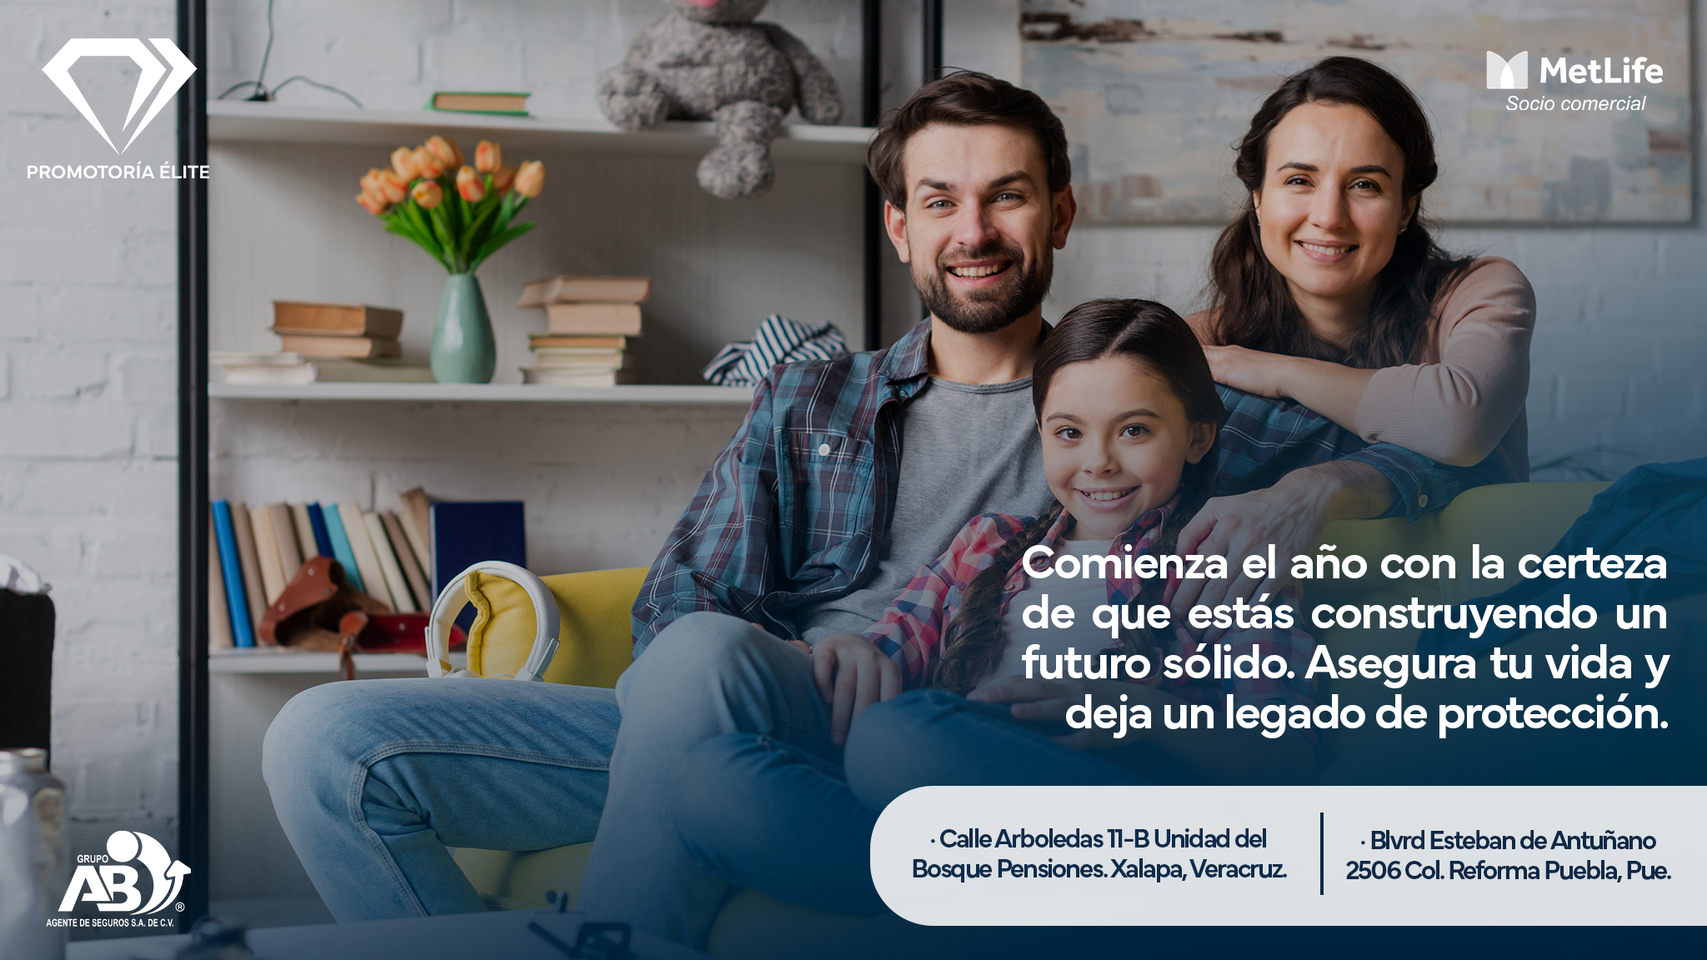 PROMOTORÍA ÉLITE
MetLife
Socio comercial
Comienza el año con la certeza
de que estás construyendo un
futuro sólido. Asegura tu vida y
deja un legado de protección.
· Calle Arboledas 11-B Unidad del
Bosque Pensiones. Xalapa, Veracruz.
· Blvrd Esteban de Antuñano
2506 Col. Reforma Puebla, Pue.
GRUPO
AB
®
AGENTE DE SEGUROS S.A. DE C.V.